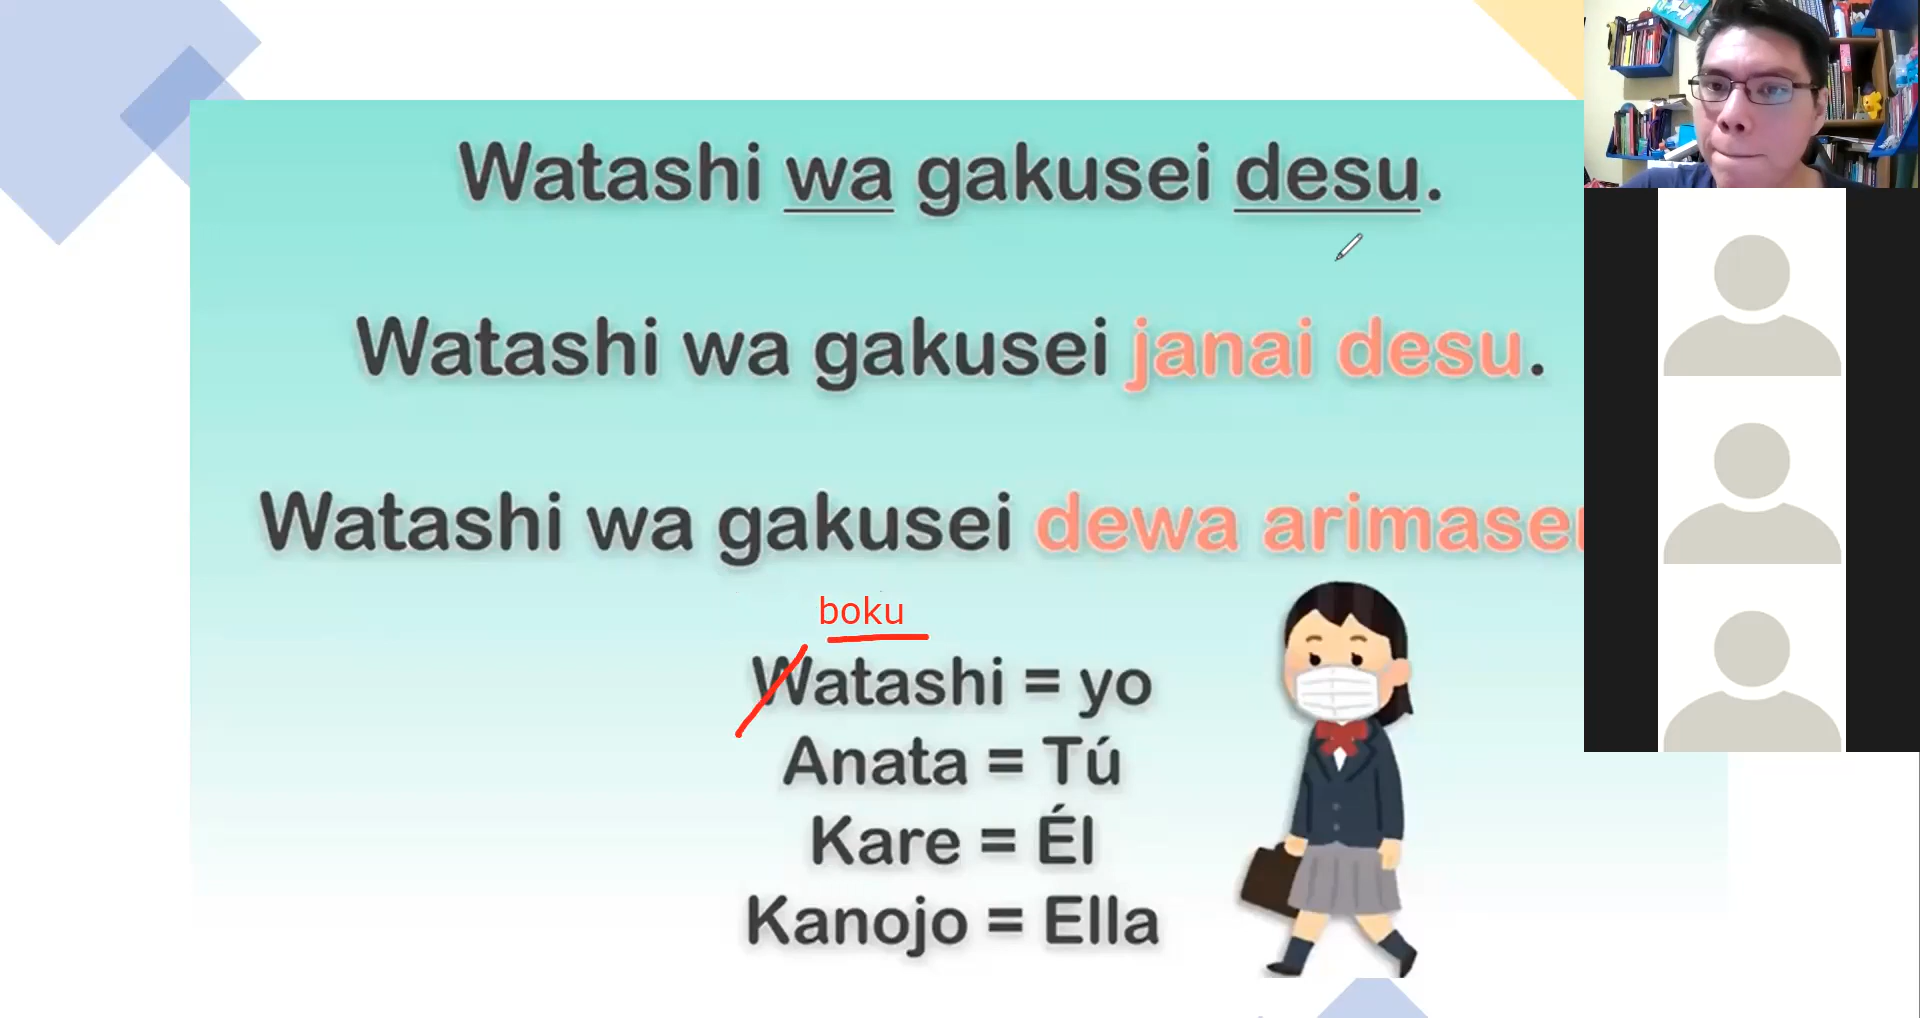 Watashi wa gakusei desu.
Watashi wa gakusei janai desu.
Watashi wa gakusei dewa
boku
Watashi = yo
Anata = Tú
Kare = Él
Kanojo = Ella